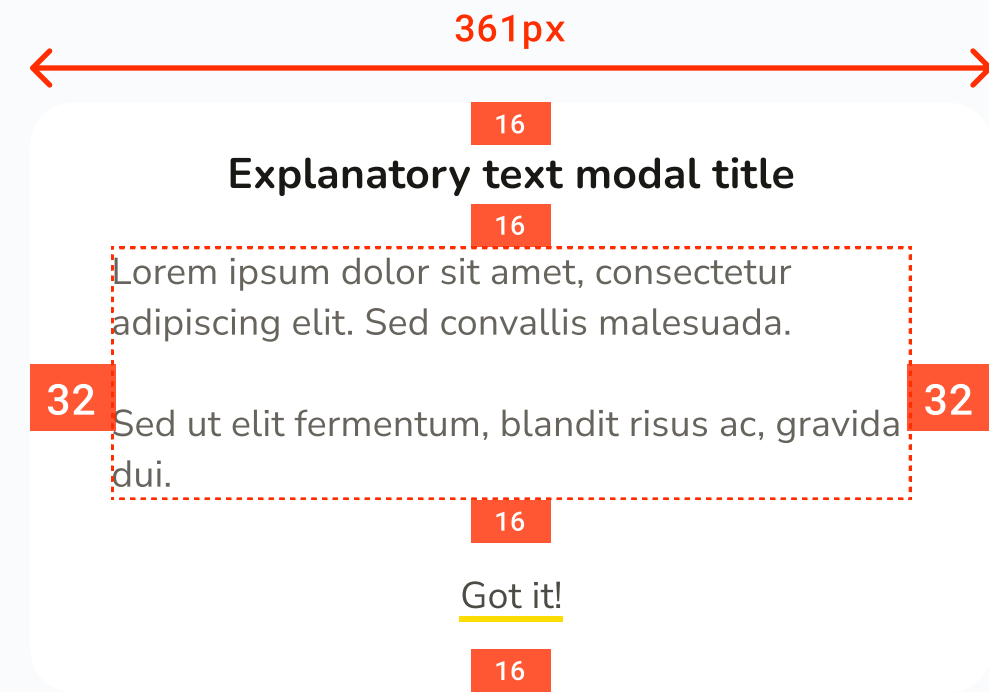 361px
16
Explanatory text modal title
16
Lorem ipsum dolor sit amet, consectetur
adipiscing elit. Sed convallis malesuada.
32
32
Sed ut elit fermentum, blandit risus ac, gravida
dui.
16
Got it!
16